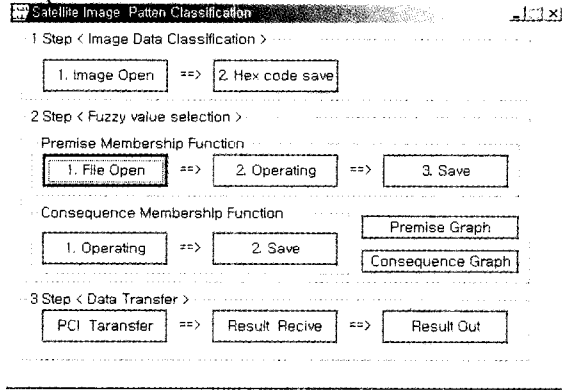 Satellite Image Patten Classification
1 Step < Image Data Classification >
1. Image Open ==> 2. Hex code save
2 Step < Fuzzy value selection >
Premise Membership Function
1. File Open ==> 2. Operating ==> 3. Save
Consequence Membership Function
1. Operating ==> 2. Save
Premise Graph
Consequence Graph
3 Step < Data Transfer >
PCI Taransfer ==> Result Recive ==> Result Out